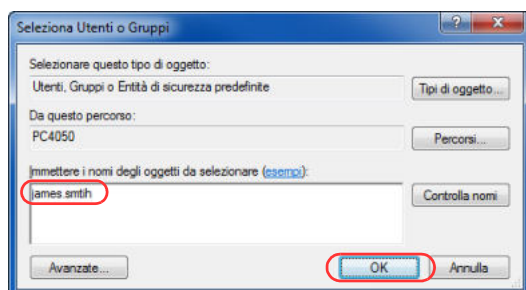 Seleziona Utenti o Gruppi
Selezionare questo tipo di oggetto:
Utenti, Gruppi o Entità di sicurezza predefinite
Tipi di oggetto...
Da questo percorso:
PC4050
Percorsi...
Immettere i nomi degli oggetti da selezionare (esempi):
james.smtih
Controlla nomi
Avanzate...
OK
Annulla